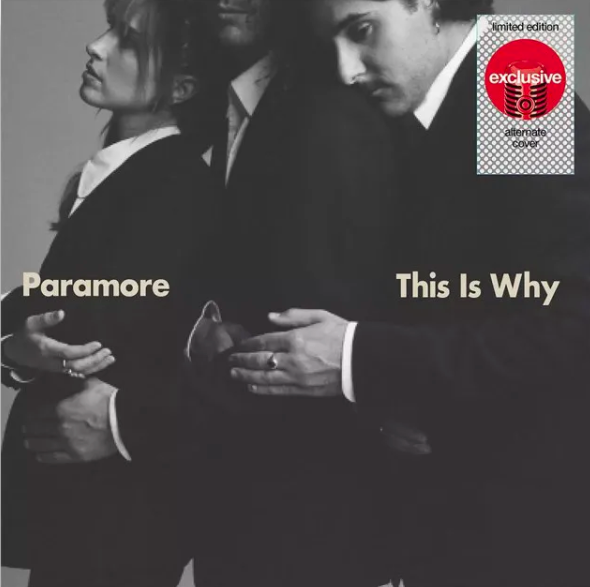 limited edition
exclusive
alternate
cover
Paramore
This Is Why